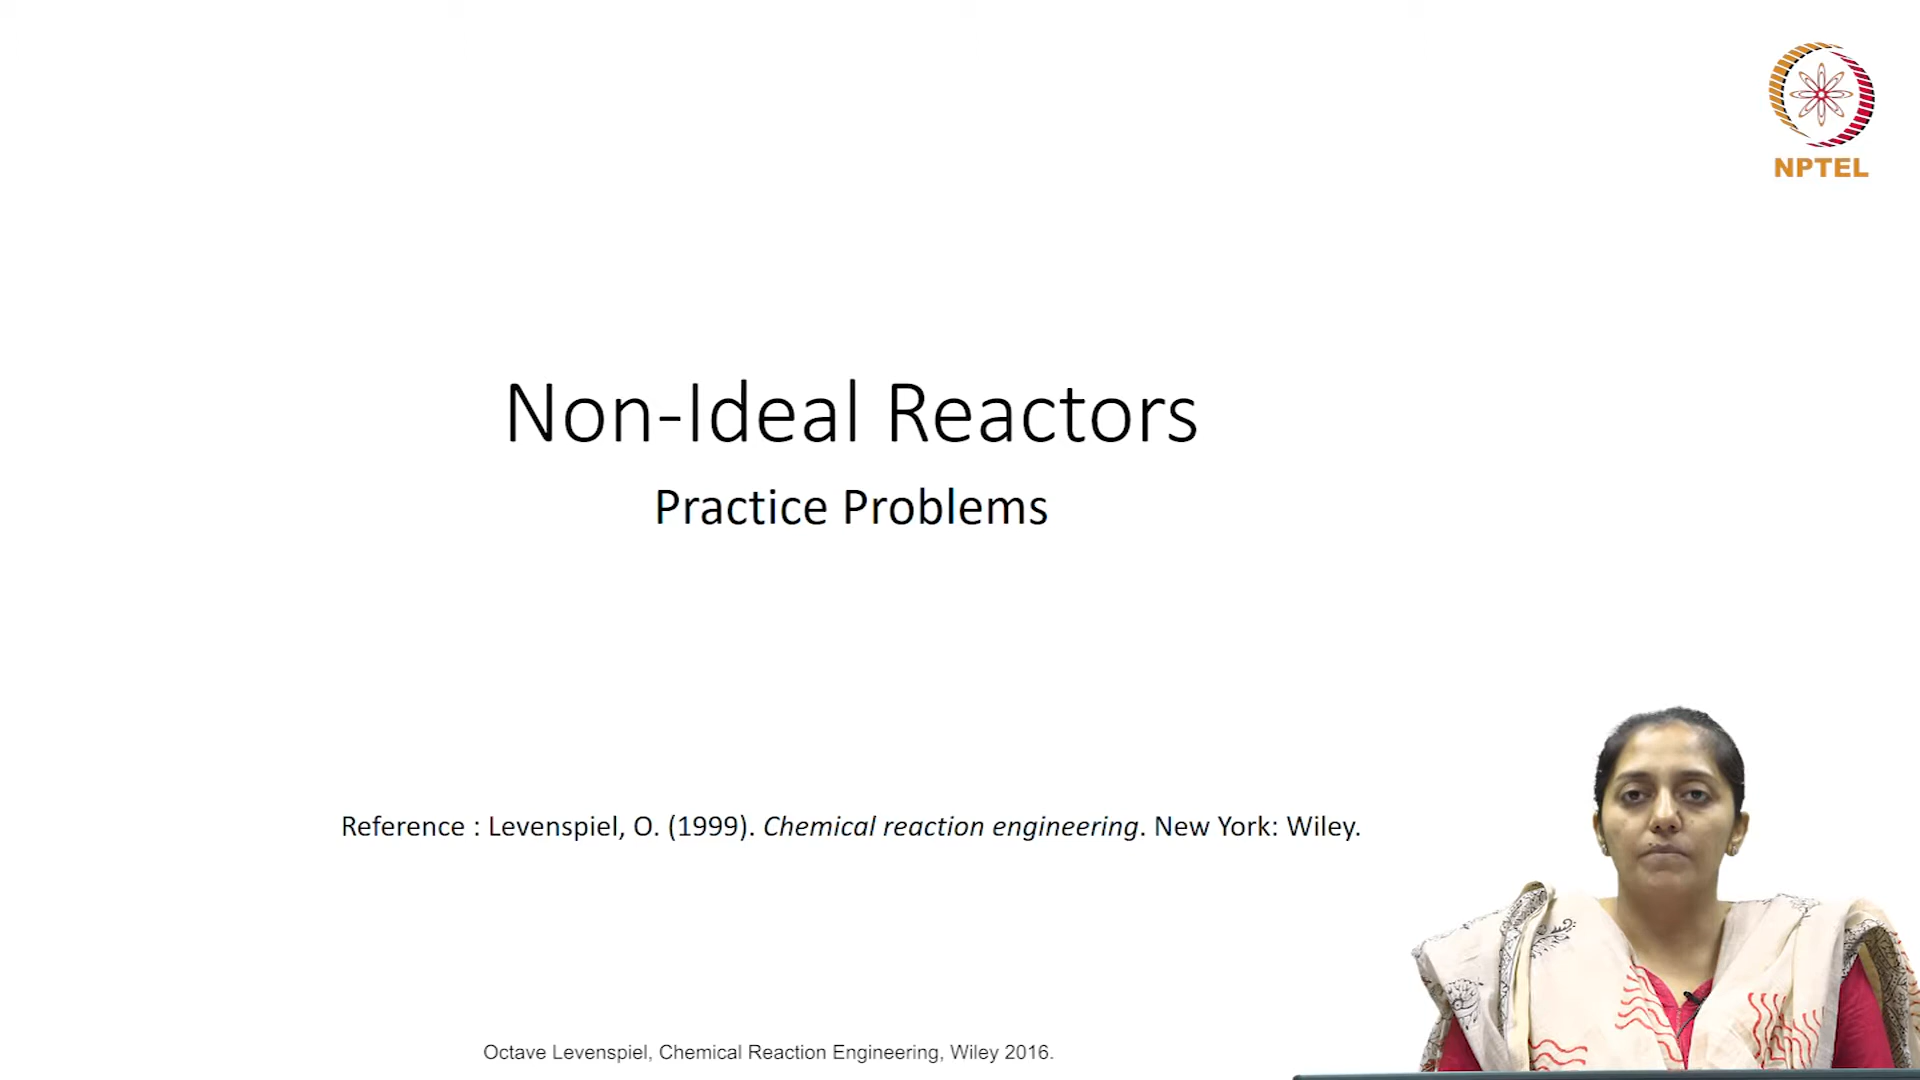 NPTEL
Non-Ideal Reactors
Practice Problems
Reference : Levenspiel, O. (1999). Chemical reaction engineering. New York: Wiley.
Octave Levenspiel, Chemical Reaction Engineering, Wiley 2016.